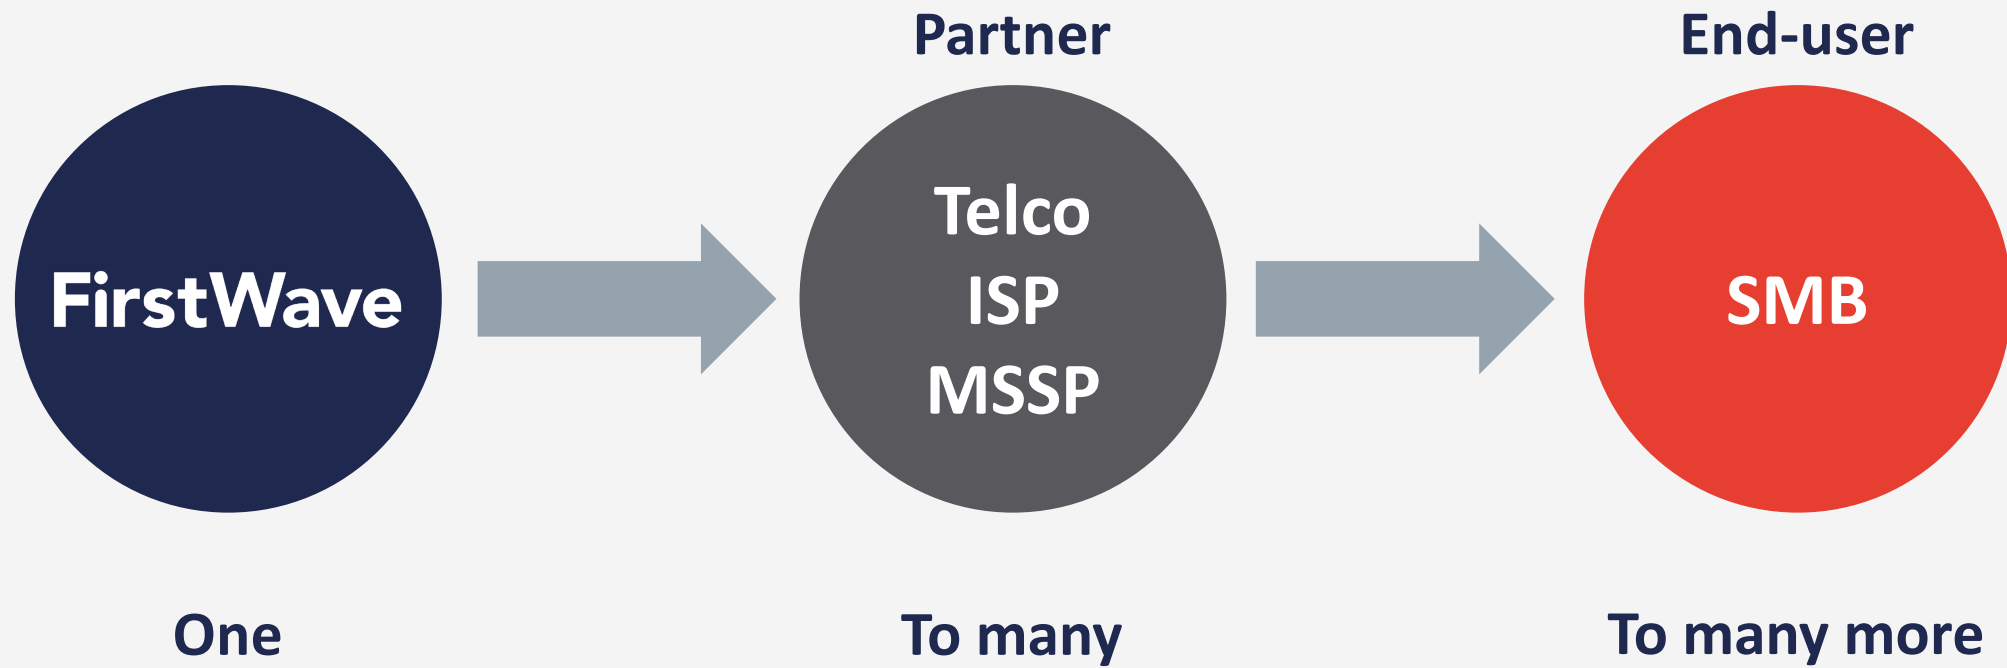 Partner
End-user
FirstWave
Telco
ISP
MSSP
SMB
One
To many
To many more